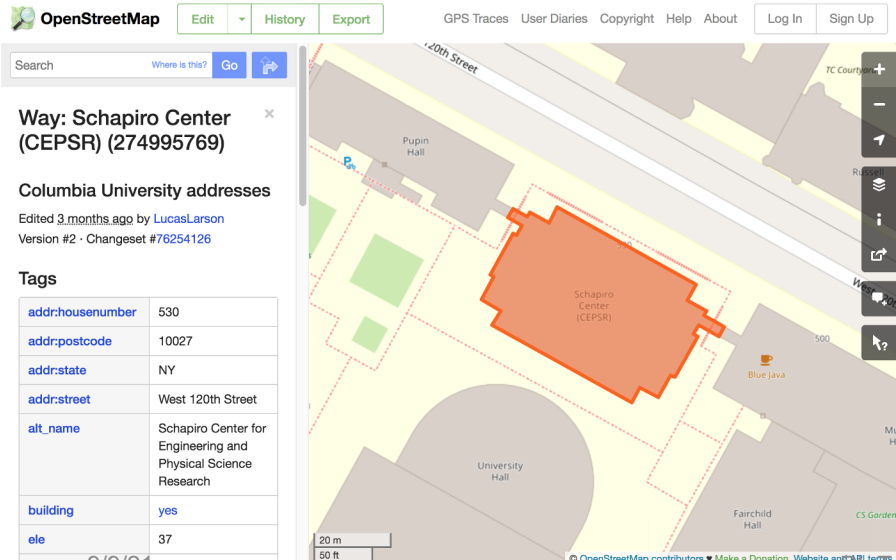 OpenStreetMap
Edit
History
Export
GPS Traces
User Diaries
Copyright
Help
About
Log In
Sign Up
Search
Where is this?
Go
Way: Schapiro Center
(CEPSR) (274995769)
Columbia University addresses
Edited 3 months ago by LucasLarson
Version #2 · Changeset #76254126
Tags
addr:housenumber 530
addr:postcode 10027
addr:state NY
addr:street West 120th Street
alt_name Schapiro Center for
Engineering and
Physical Science
Research
building yes
ele 37
120th Street
TC Courtyard
Pupin
Hall
Russell
530
Schapiro
Center
(CEPSR)
West 120
500
Blue Java
University
Hall
Fairchild
Hall
CS Garden
20 m
50 ft
© OpenStreetMap contributors ♥ Make a Donation. Website and API terms